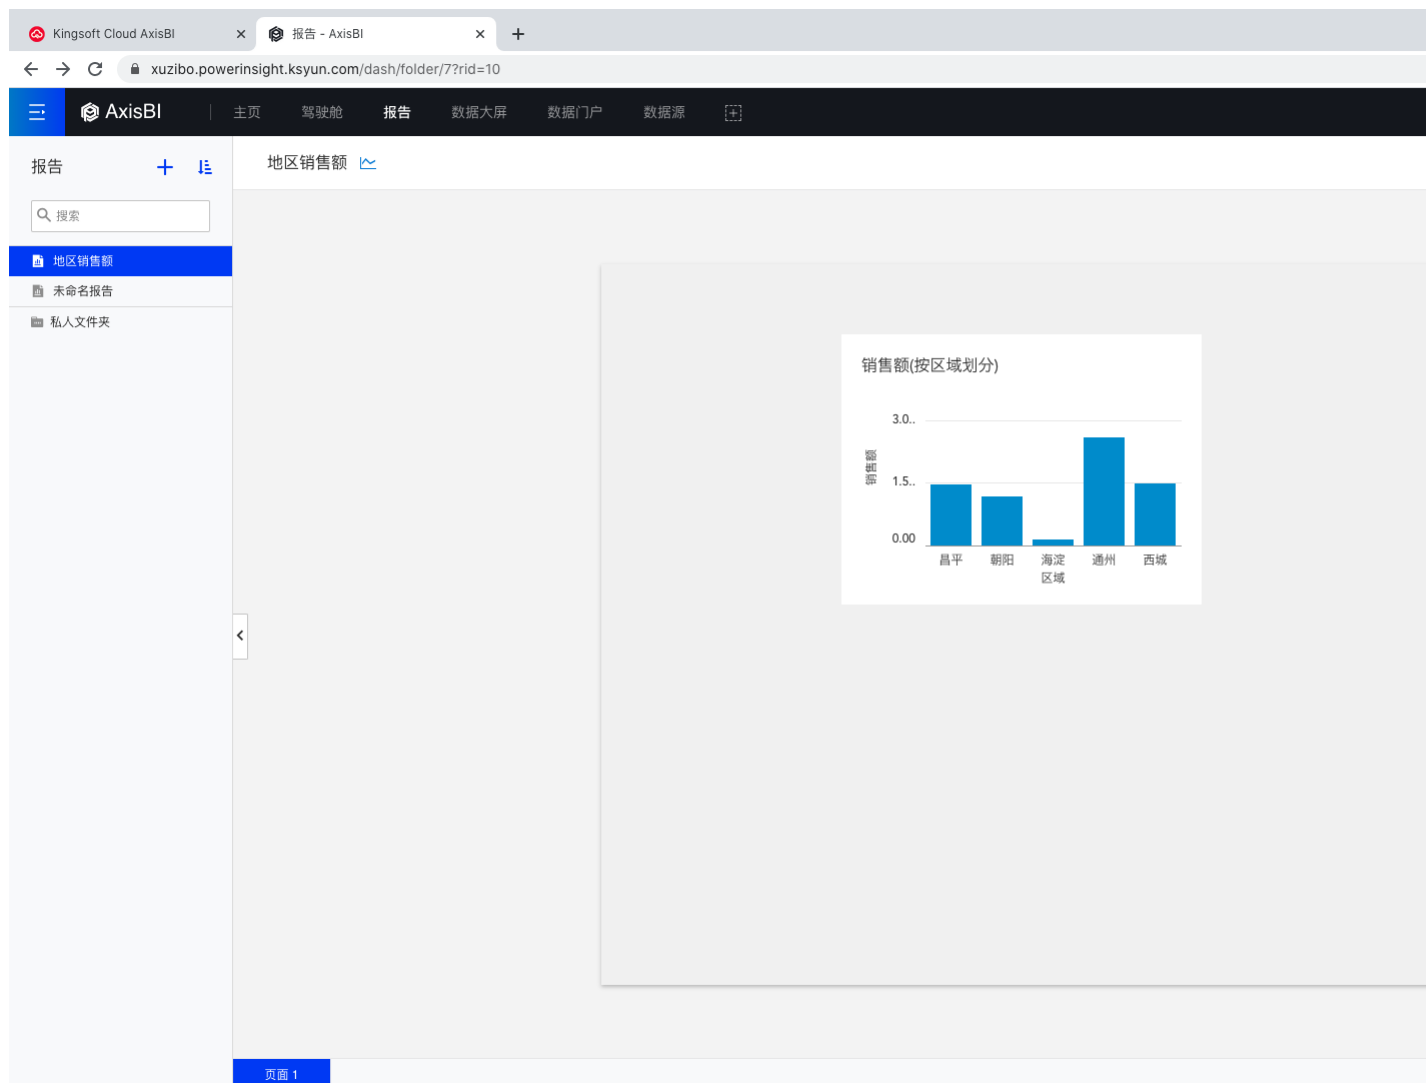 Kingsoft Cloud AxisBI
报告 - AxisBI
xuzibo.powerinsight.ksyun.com/dash/folder/7?rid=10
AxisBI 主页 驾驶舱 报告 数据大屏 数据门户 数据源
报告
地区销售额
搜索
地区销售额
未命名报告
私人文件夹
销售额(按区域划分)
3.0..
销售额
1.5..
0.00
昌平 朝阳 海淀 通州 西城
区域
页面 1